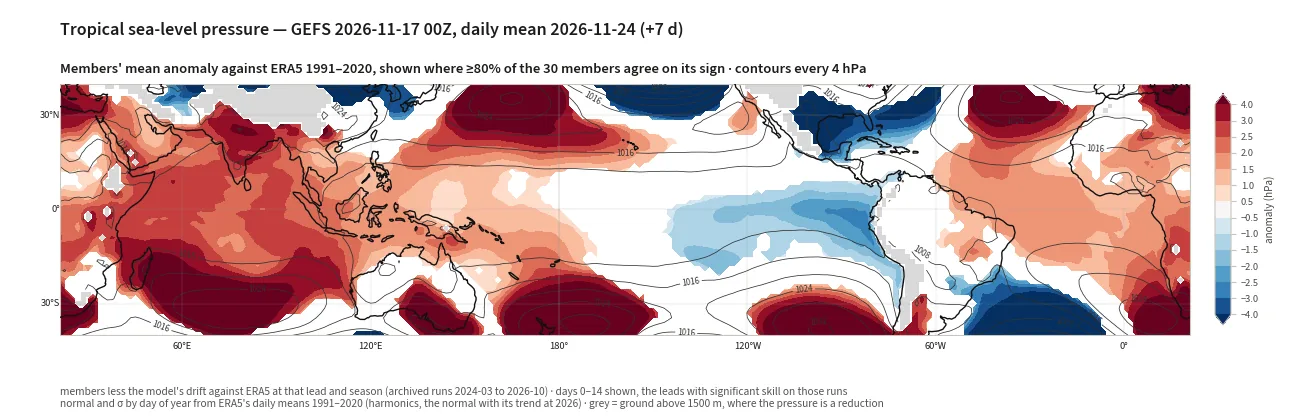 Tropical sea-level pressure — GEFS 2026-11-17 00Z, daily mean 2026-11-24 (+7 d)
Members' mean anomaly against ERA5 1991–2020, shown where ≥80% of the 30 members agree on its sign · contours every 4 hPa
30°N
0°
30°S
60°E
120°E
180°
120°W
60°W
0°
1016
1024
1016
1016
1016
1016
1016
1008
1016
1024
1016
1016
4.0
3.0
2.5
2.0
1.5
1.0
0.5
−0.5
−1.0
−1.5
−2.0
−2.5
−3.0
−4.0
anomaly (hPa)
members less the model's drift against ERA5 at that lead and season (archived runs 2024-03 to 2026-10) · days 0–14 shown, the leads with significant skill on those runs
normal and σ by day of year from ERA5's daily means 1991–2020 (harmonics, the normal with its trend at 2026) · grey = ground above 1500 m, where the pressure is a reduction